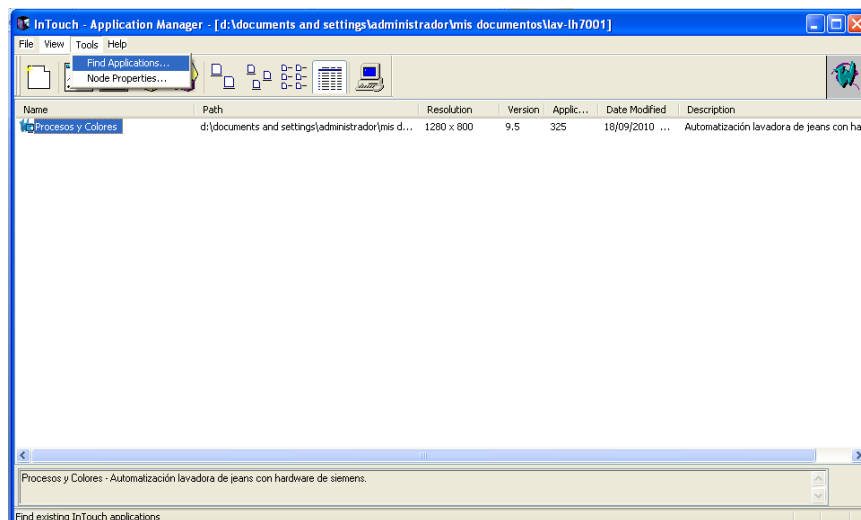 InTouch - Application Manager - [d:\documents and settings\administrador\mis documentos\lav-lh7001]
File View Tools Help
Find Applications...
Node Properties...
Name Path Resolution Version Applic... Date Modified Description
Procesos y Colores d:\documents and settings\administrador\mis d... 1280 x 800 9.5 325 18/09/2010 ... Automatización lavadora de jeans con ha
Procesos y Colores - Automatización lavadora de jeans con hardware de siemens.
Find existing InTouch applications